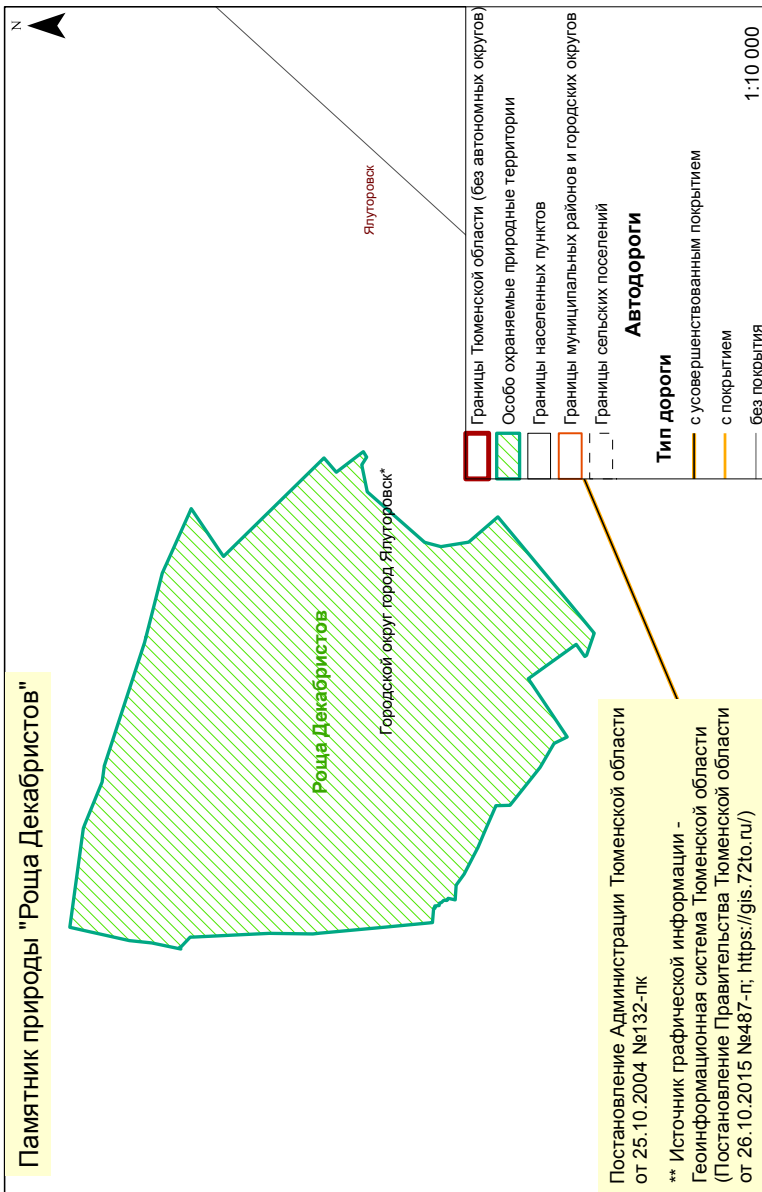 Памятник природы "Роща Декабристов"
N
Ялуторовск
Роща Декабристов
Городской округ город Ялуторовск*
Границы Тюменской области (без автономных округов)
Особо охраняемые природные территории
Границы населенных пунктов
Границы муниципальных районов и городских округов
Границы сельских поселений
Автодороги
Тип дороги
с усовершенствованным покрытием
с покрытием
без покрытия
1:10 000
Постановление Администрации Тюменской области
от 25.10.2004 №132-пк
** Источник графической информации -
Геоинформационная система Тюменской области
(Постановление Правительства Тюменской области
от 26.10.2015 №487-п; https://gis.72to.ru/)